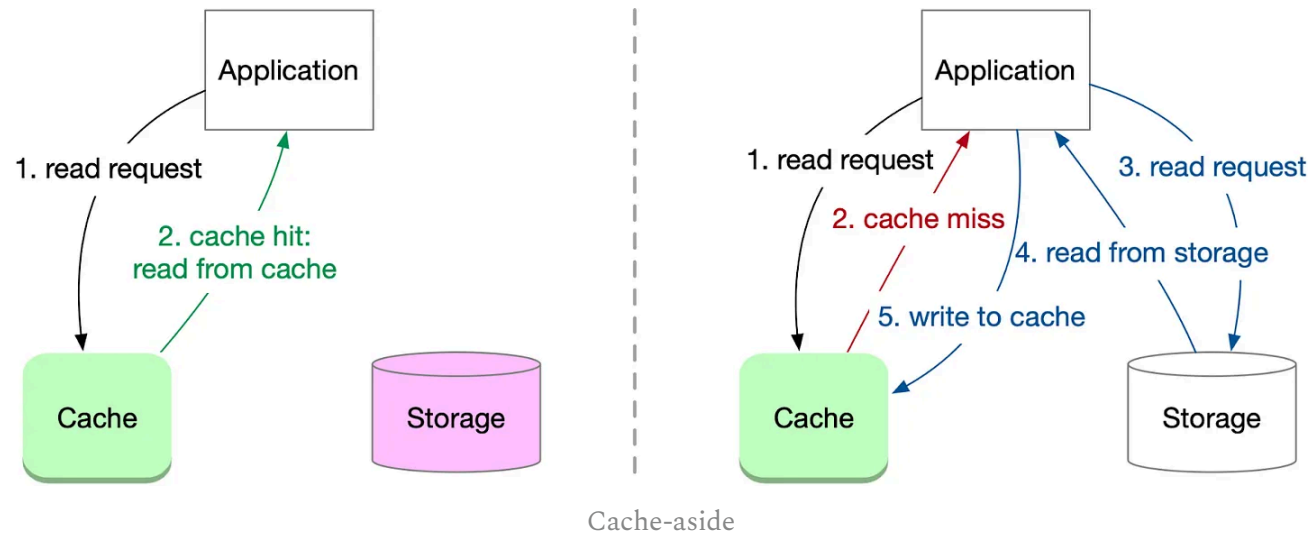 Application
1. read request
2. cache hit:
read from cache
Cache
Storage
Application
1. read request
3. read request
2. cache miss
4. read from storage
5. write to cache
Cache
Storage
Cache-aside